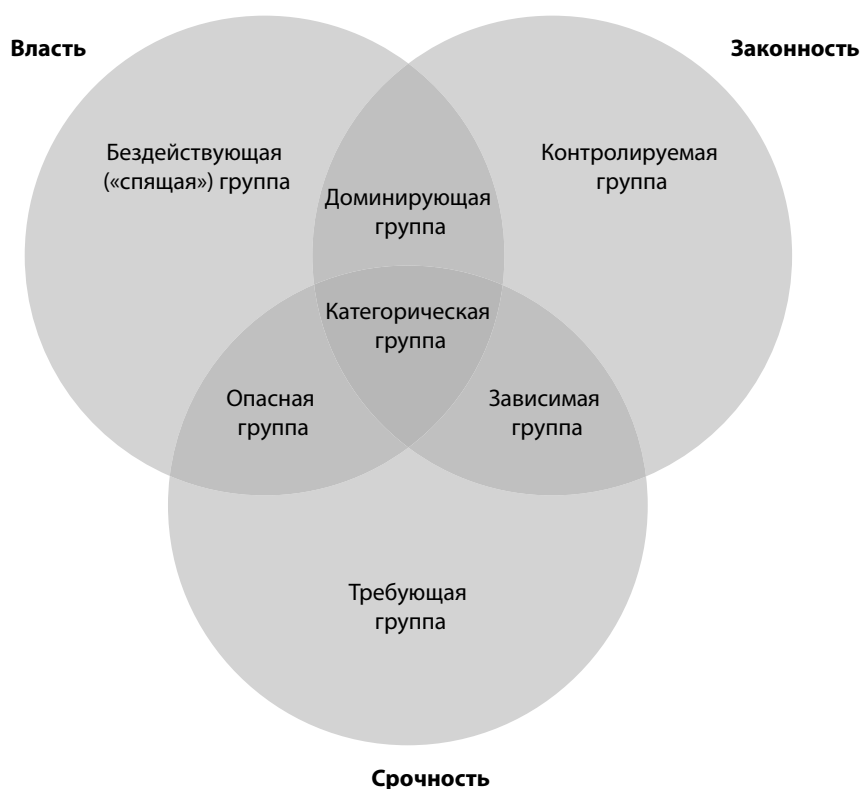 Власть
Законность
Бездействующая
(«спящая») группа
Контролируемая
группа
Доминирующая
группа
Категорическая
группа
Опасная
группа
Зависимая
группа
Требующая
группа
Срочность